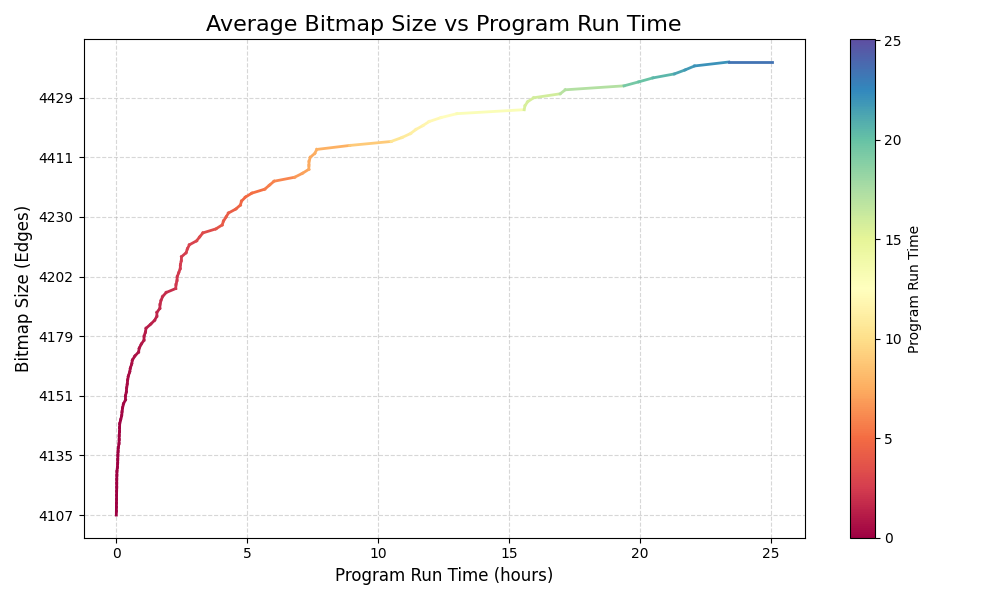 Average Bitmap Size vs Program Run Time
Bitmap Size (Edges)
4429
4411
4230
4202
4179
4151
4135
4107
0 5 10 15 20 25
Program Run Time (hours)
25
20
15
10
5
0
Program Run Time